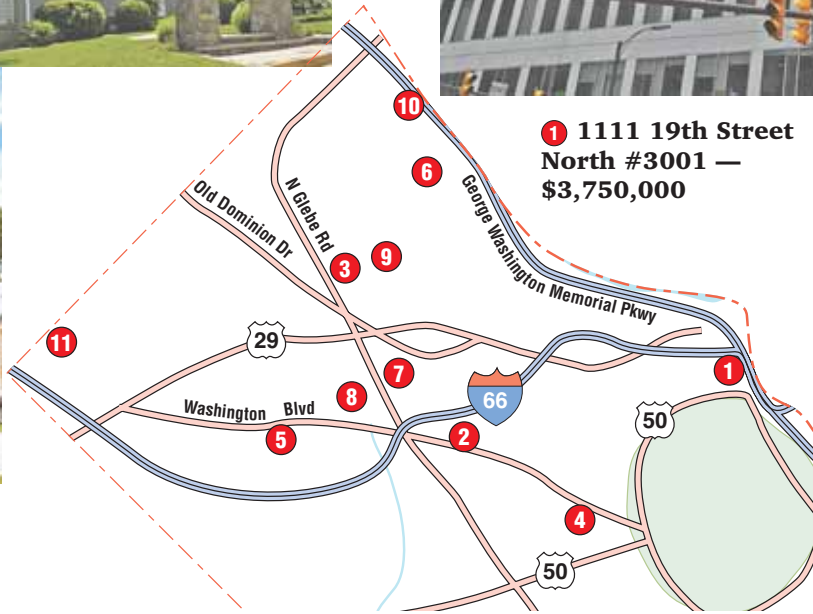 1 1111 19th Street
North #3001 —
$3,750,000
10
6
George Washington Memorial Pkwy
Old Dominion Dr
N Glebe Rd
3
9
11
29
7
1
8
66
Washington Blvd
50
5
2
4
50